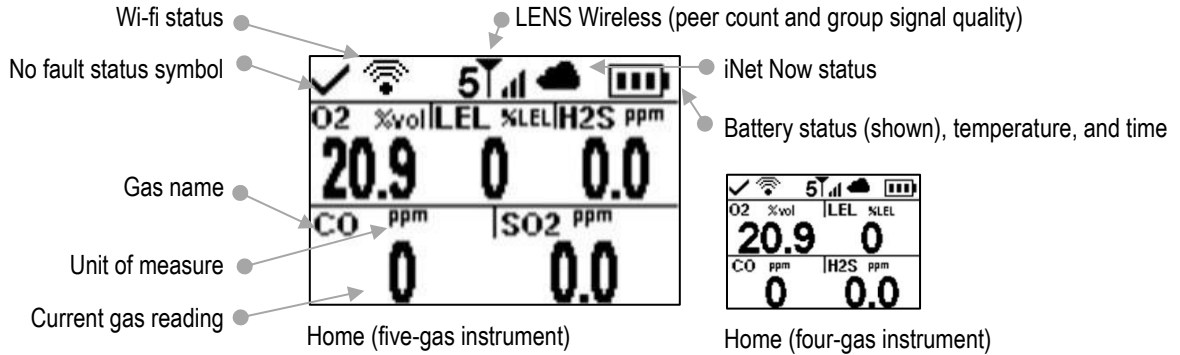 Wi-fi status
LENS Wireless (peer count and group signal quality)
No fault status symbol
iNet Now status
5
Battery status (shown), temperature, and time
O2 %vol LEL %LEL H2S ppm
20.9 0 0.0
Gas name
CO ppm SO2 ppm
0 0.0
Unit of measure
Current gas reading
Home (five-gas instrument)
5
O2 %vol LEL %LEL
20.9 0
CO ppm H2S ppm
0 0.0
Home (four-gas instrument)